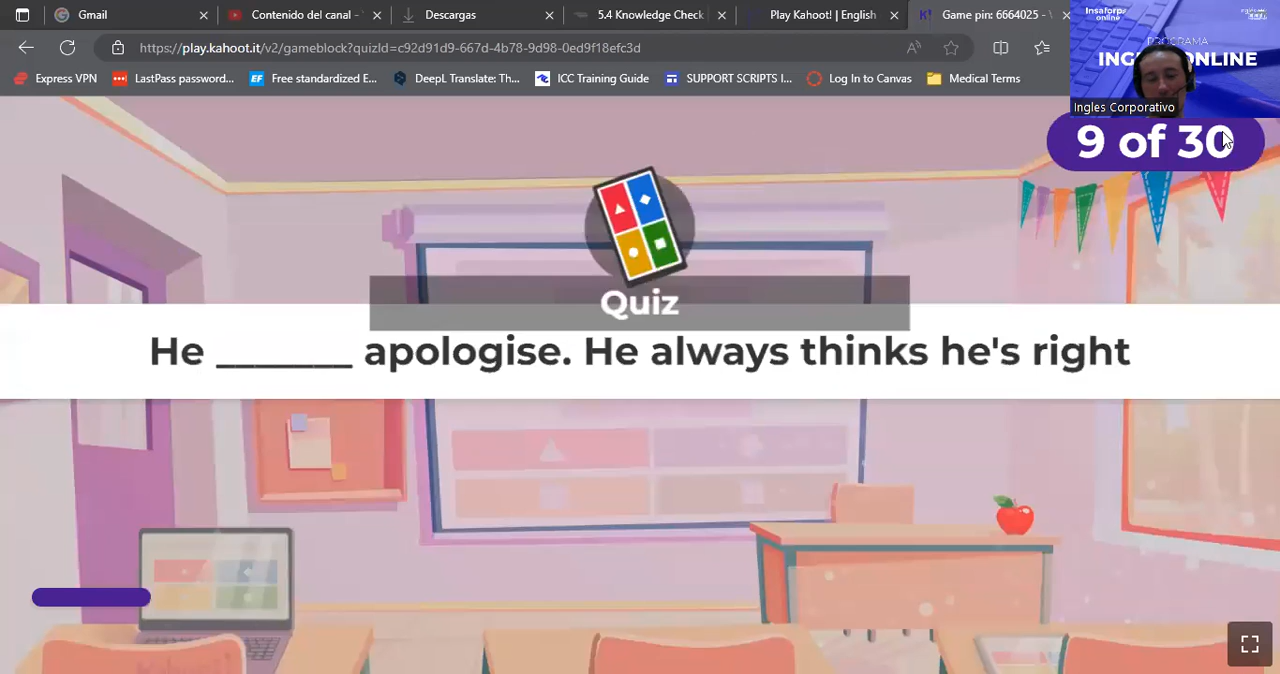 Gmail
Contenido del canal -
Descargas
5.4 Knowledge Check
Play Kahoot! | English
Game pin: 6664025 -
https://play.kahoot.it/v2/gameblock?quizId=c92d91d9-667d-4b78-9d98-0ed9f18efc3d
Express VPN
LastPass password...
Free standardized E...
DeepL Translate: Th...
ICC Training Guide
SUPPORT SCRIPTS I...
Log In to Canvas
Medical Terms
Insaforp
online
PROGRAMA
Ingles Corporativo
9 of 30
Quiz
He _______ apologise. He always thinks he's right